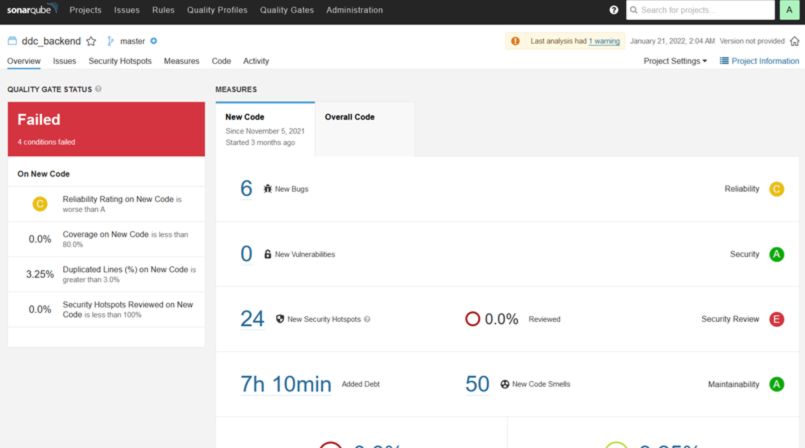 sonarqube Projects Issues Rules Quality Profiles Quality Gates Administration Search for projects... A
ddc_backend master Last analysis had 1 warning January 21, 2022, 2:04 AM Version not provided
Overview Issues Security Hotspots Measures Code Activity Project Settings Project Information
QUALITY GATE STATUS
Failed
4 conditions failed
On New Code
C Reliability Rating on New Code is
worse than A
0.0% Coverage on New Code is less than
80.0%
3.25% Duplicated Lines (%) on New Code is
greater than 3.0%
0.0% Security Hotspots Reviewed on New
Code is less than 100%
MEASURES
New Code
Since November 5, 2021
Started 3 months ago
Overall Code
6 New Bugs Reliability C
0 New Vulnerabilities Security A
24 New Security Hotspots 0.0% Reviewed Security Review E
7h 10min Added Debt 50 New Code Smells Maintainability A